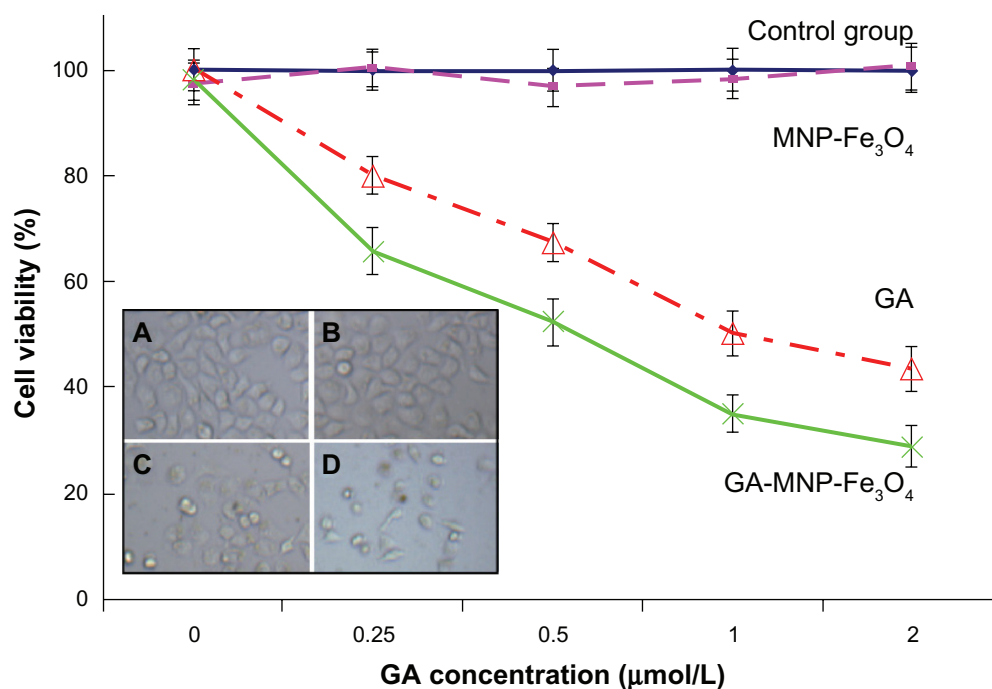 Control group
MNP-Fe₃O₄
GA
GA-MNP-Fe₃O₄
Cell viability (%)
100
80
60
40
20
0
A
B
C
D
0 0.25 0.5 1 2
GA concentration (μmol/L)